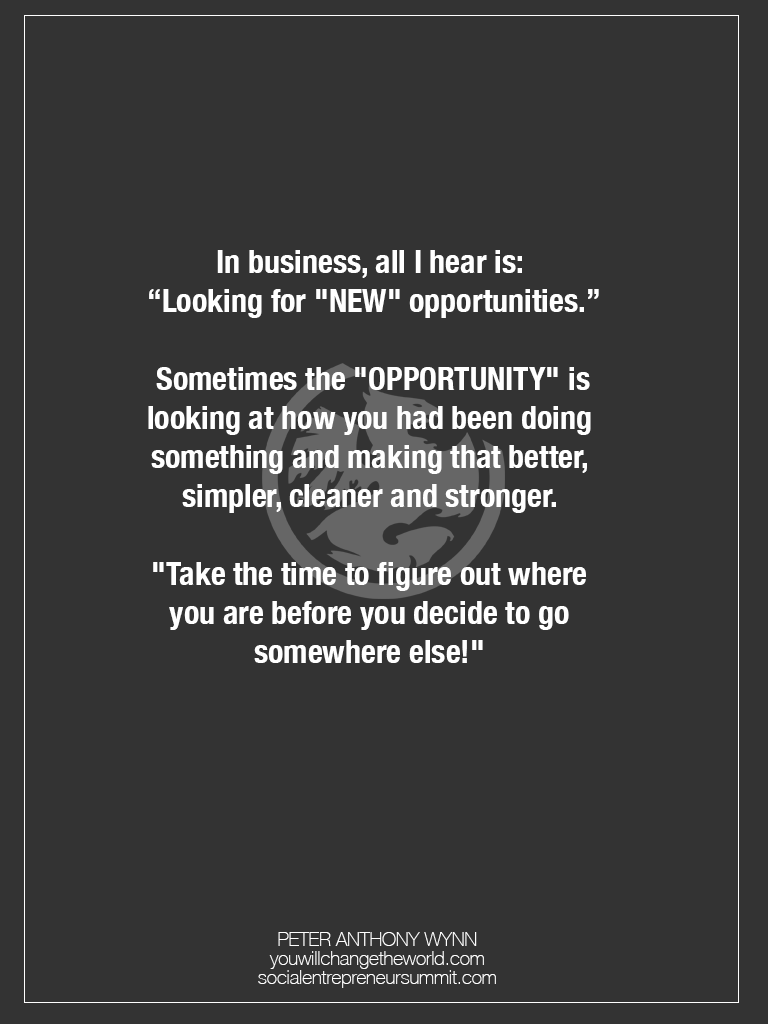 In business, all I hear is:
“Looking for "NEW" opportunities.”
Sometimes the "OPPORTUNITY" is
looking at how you had been doing
something and making that better,
simpler, cleaner and stronger.
"Take the time to figure out where
you are before you decide to go
somewhere else!"
PETER ANTHONY WYNN
youwillchangetheworld.com
socialentrepreneursummit.com